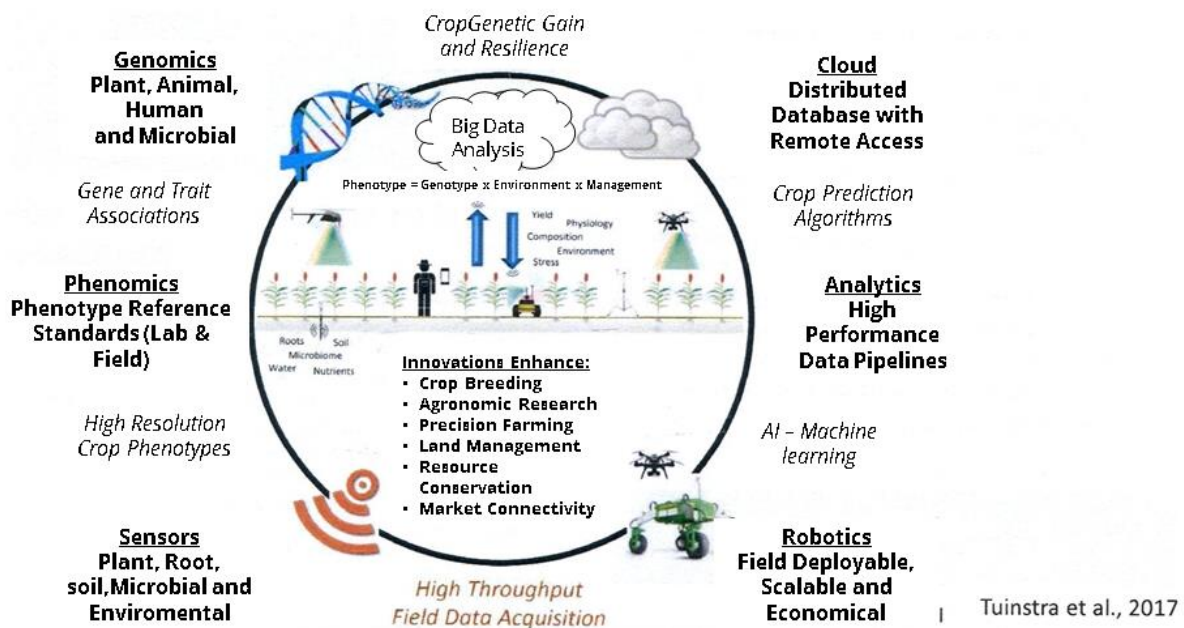 CropGenetic Gain
and Resilience
Genomics
Plant, Animal,
Human
and Microbial
Cloud
Distributed
Database with
Remote Access
Big Data
Analysis
Phenotype = Genotype x Environment x Management
Gene and Trait
Associations
Crop Prediction
Algorithms
Yield
Physiology
Composition
Environment
Stress
Phenomics
Phenotype Reference
Standards (Lab &
Field)
Analytics
High
Performance
Data Pipelines
Roots
Soil
Microbiome
Water
Nutrients
Innovations Enhance:
▪ Crop Breeding
▪ Agronomic Research
▪ Precision Farming
▪ Land Management
▪ Resource
Conservation
▪ Market Connectivity
High Resolution
Crop Phenotypes
AI – Machine
learning
Sensors
Plant, Root,
soil,Microbial and
Enviromental
High Throughput
Field Data Acquisition
Robotics
Field Deployable,
Scalable and
Economical
Tuinstra et al., 2017